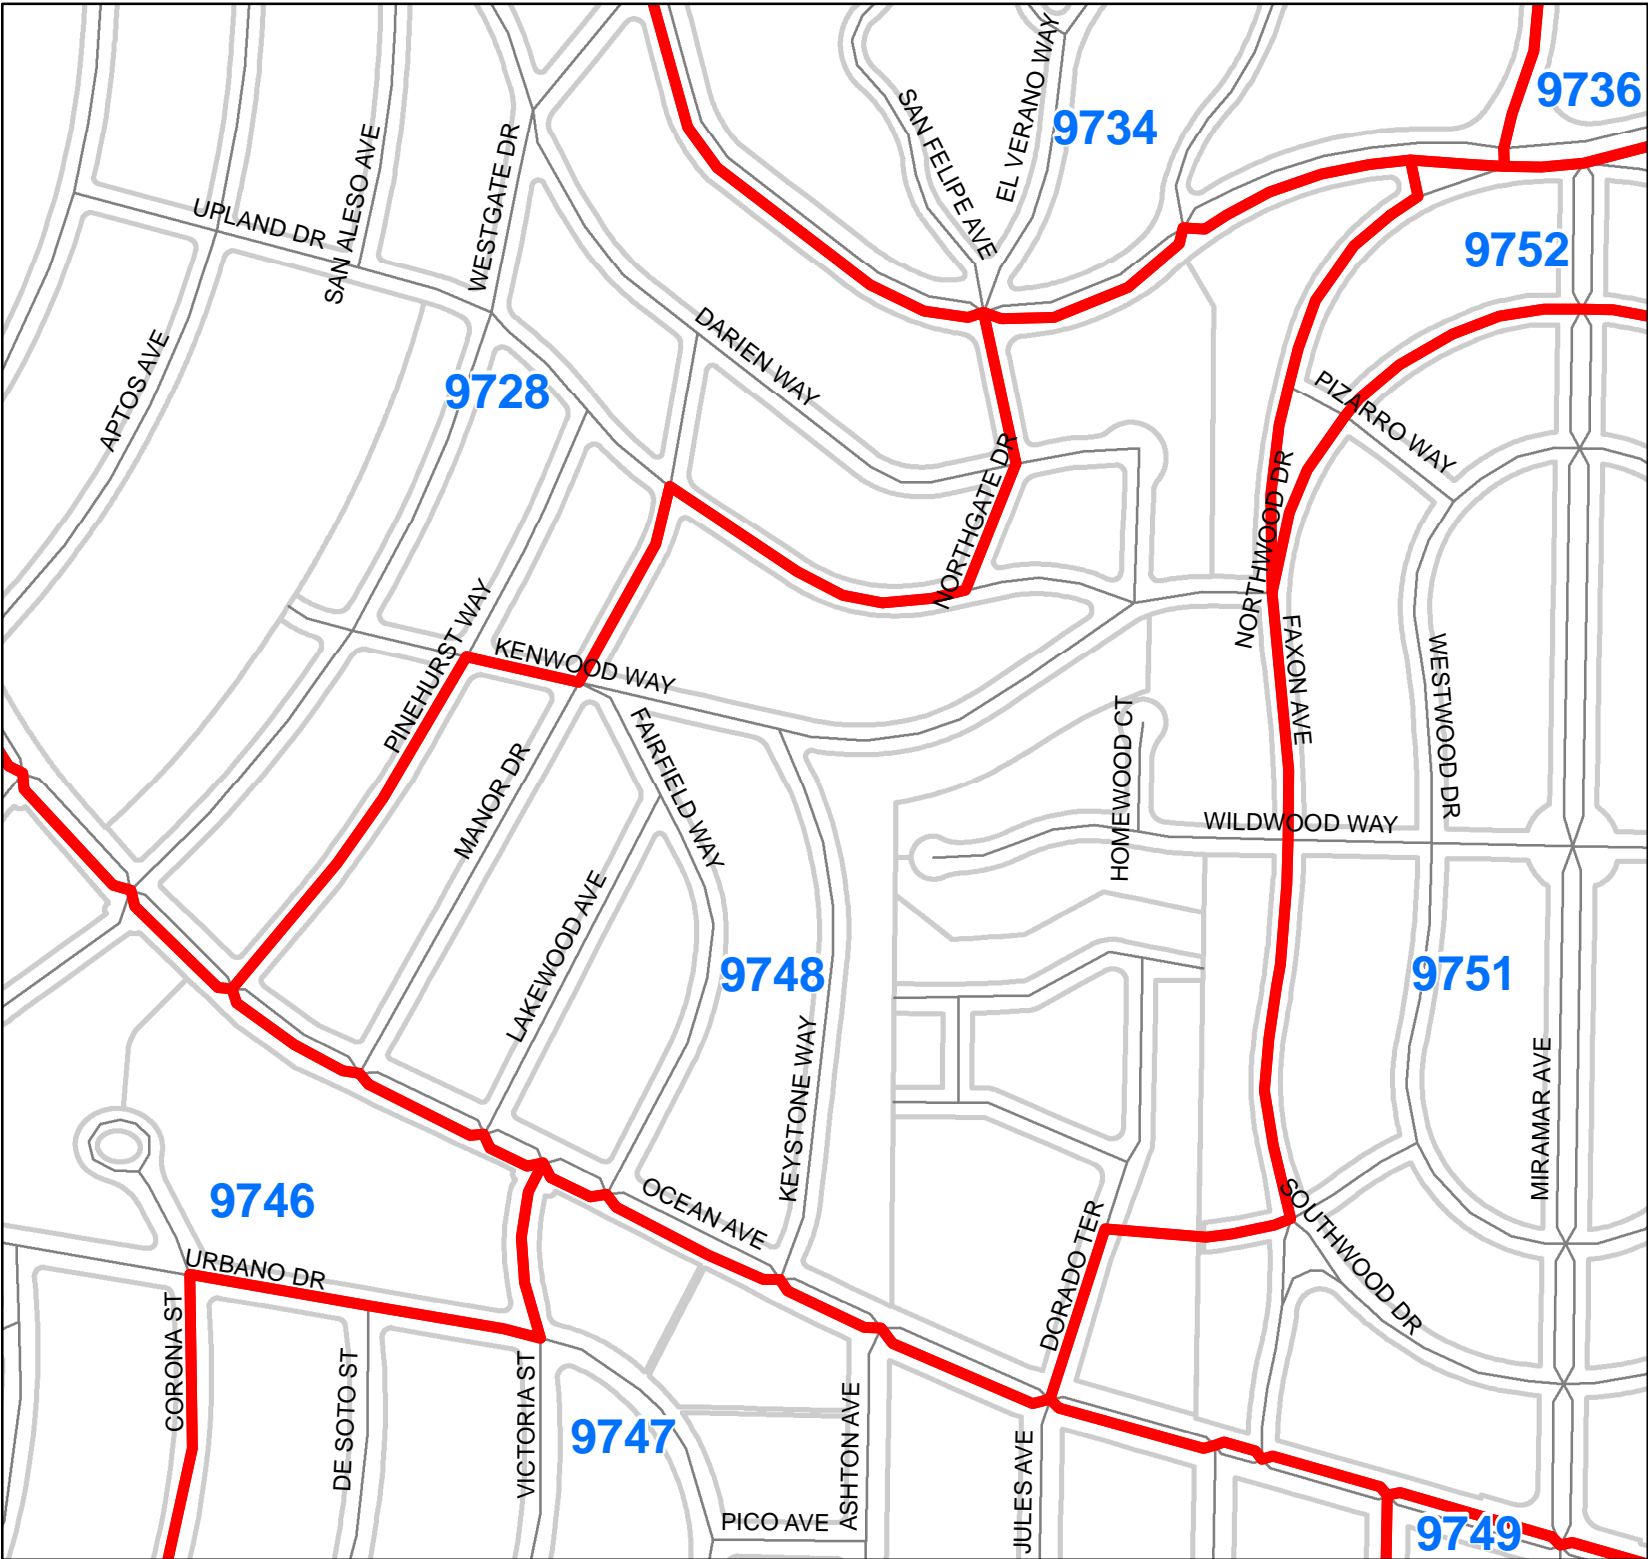 9736
EL VERANO WAY
9734
SAN FELIPE AVE
SAN ALESO AVE
WESTGATE DR
UPLAND DR
9752
DARIEN WAY
APTOS AVE
9728
PIZARRO WAY
NORTHGATE DR
NORTHWOOD DR
PINEHURST WAY
KENWOOD WAY
FAXON AVE
WESTWOOD DR
FAIRFIELD WAY
MANOR DR
HOMEWOOD CT
WILDWOOD WAY
LAKEWOOD AVE
9748
9751
KEYSTONE WAY
MIRAMAR AVE
9746
OCEAN AVE
SOUTHWOOD DR
DORADO TER
URBANO DR
CORONA ST
DE SOTO ST
VICTORIA ST
9747
ASHTON AVE
JULES AVE
PICO AVE
9749